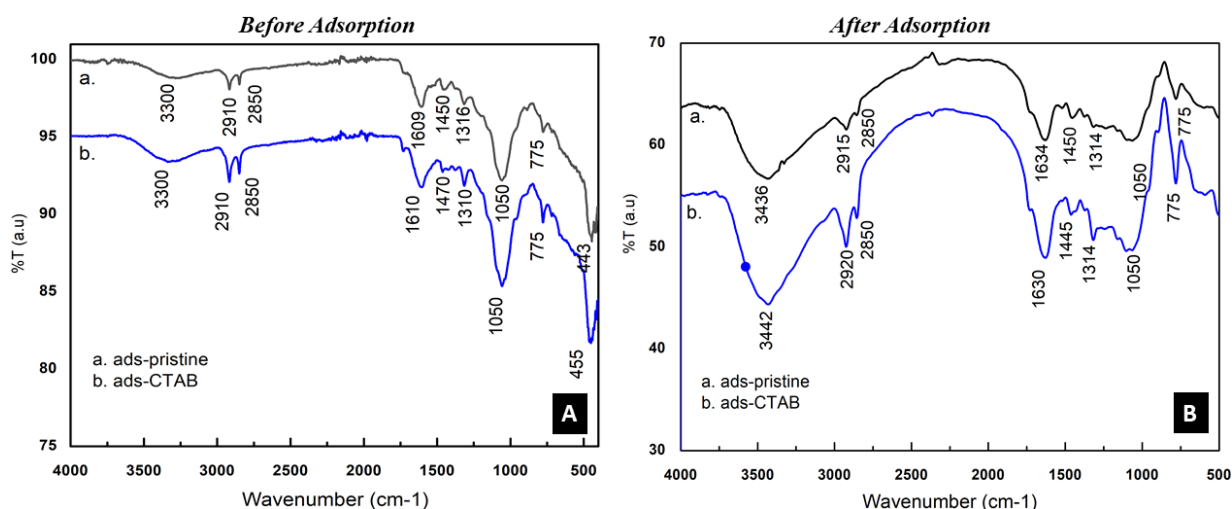 Before Adsorption
100
95
90
85
80
75
%T (a.u)
a.
b.
3300
2910
2850
1609
1450
1316
1050
775
443
3300
2910
2850
1610
1470
1310
1050
775
455
a. ads-pristine
b. ads-CTAB
A
4000 3500 3000 2500 2000 1500 1000 500
Wavenumber (cm-1)
After Adsorption
70
60
50
40
30
%T (a.u)
a.
b.
3436
2915
2850
1634
1450
1314
1050
775
3442
2920
2850
1630
1445
1314
1050
775
a. ads-pristine
b. ads-CTAB
B
4000 3500 3000 2500 2000 1500 1000 500
Wavenumber (cm-1)